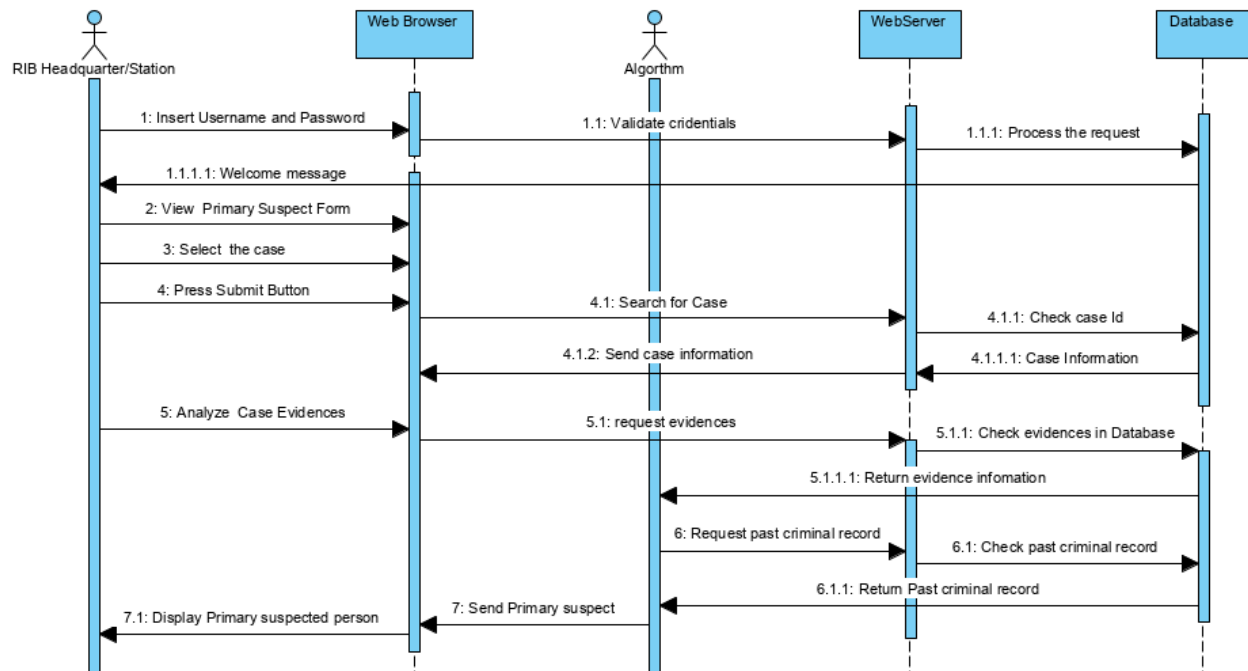 Web Browser
WebServer
Database
RIB Headquarter/Station
Algorthm
1: Insert Username and Password
1.1: Validate cridentials
1.1.1: Process the request
1.1.1.1: Welcome message
2: View Primary Suspect Form
3: Select the case
4: Press Submit Button
4.1: Search for Case
4.1.1: Check case Id
4.1.2: Send case information
4.1.1.1: Case Information
5: Analyze Case Evidences
5.1: request evidences
5.1.1: Check evidences in Database
5.1.1.1: Return evidence infomation
6: Request past criminal record
6.1: Check past criminal record
6.1.1: Return Past criminal record
7: Send Primary suspect
7.1: Display Primary suspected person